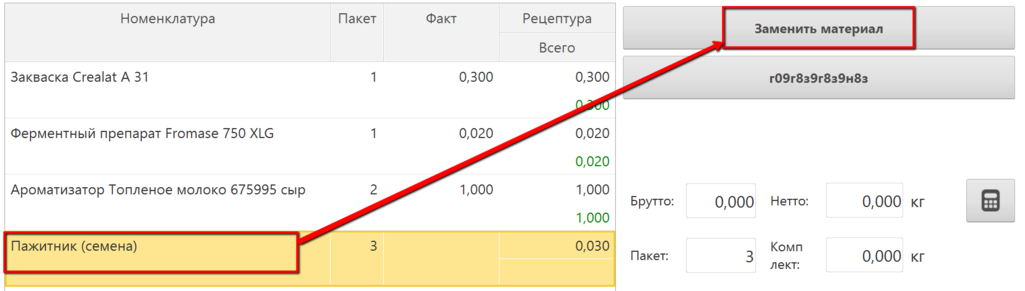 Номенклатура Пакет Факт Рецептура
Всего
Закваска Crealat A 31 1 0,300 0,300
0,300
Ферментный препарат Fromase 750 XLG 1 0,020 0,020
0,020
Ароматизатор Топленое молоко 675995 сыр 2 1,000 1,000
1,000
Пажитник (семена) 3 0,030
Заменить материал
г09г8з9г8з9н8з
Брутто: 0,000 Нетто: 0,000 кг
Пакет: 3 Комп
лект: 0,000 кг